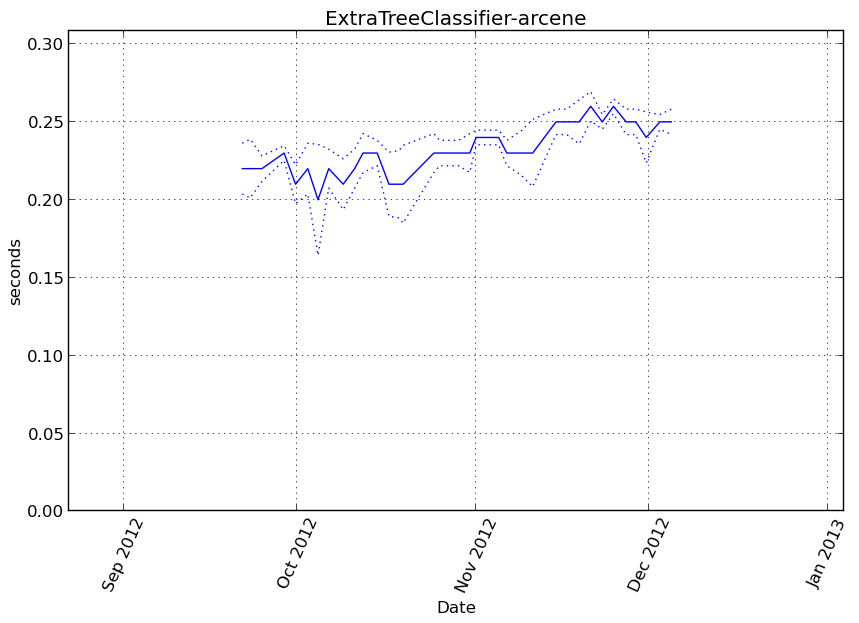 ExtraTreeClassifier-arcene
0.30
0.25
0.20
0.15
0.10
0.05
0.00
seconds
Sep 2012
Oct 2012
Nov 2012
Dec 2012
Jan 2013
Date